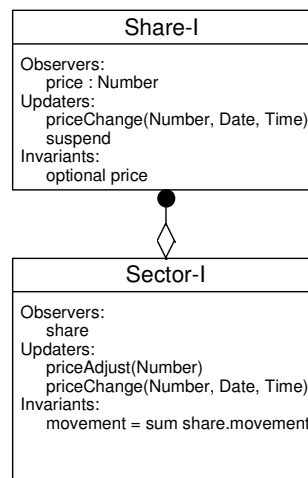 Share-I
Observers:
price : Number
Updaters:
priceChange(Number, Date, Time)
suspend
Invariants:
optional price
Sector-I
Observers:
share
Updaters:
priceAdjust(Number)
priceChange(Number, Date, Time)
Invariants:
movement = sum share.movement